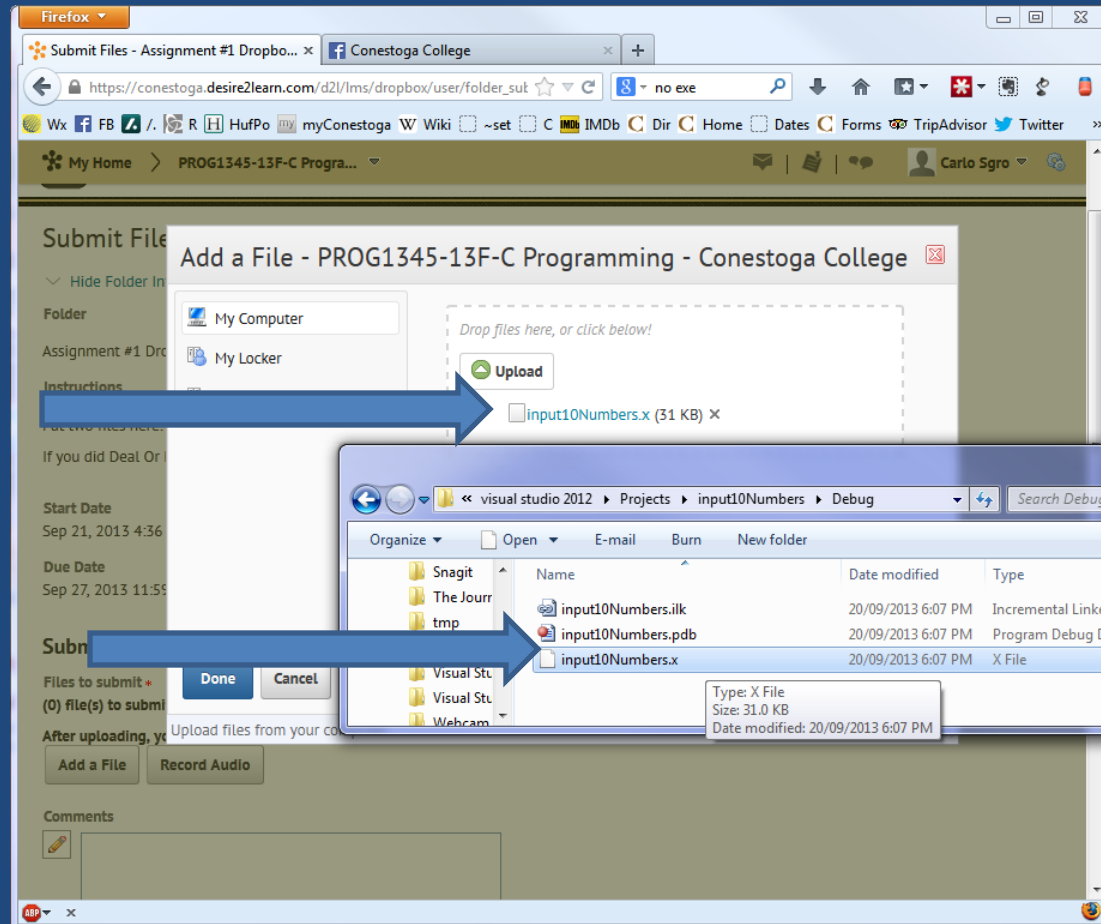 Firefox
Submit Files - Assignment #1 Dropbo... ×
Conestoga College ×
https://conestoga.desire2learn.com/d2l/lms/dropbox/user/folder_sub
no exe
Wx FB /. R HufPo myConestoga Wiki ~set C IMDb Dir Home Dates Forms TripAdvisor Twitter »
My Home
PROG1345-13F-C Progra...
Carlo Sgro
Submit File
Add a File - PROG1345-13F-C Programming - Conestoga College
Hide Folder In
Folder
My Computer
Drop files here, or click below!
Assignment #1 Dro
My Locker
Upload
Instructions
input10Numbers.x (31 KB) ×
Put two files here.
If you did Deal Or
Start Date
Sep 21, 2013 4:36
Due Date
Sep 27, 2013 11:59
« visual studio 2012 Projects input10Numbers Debug
Search Debug
Organize Open E-mail Burn New folder
Snagit
The Journ
tmp
Visual Stu
Visual Stu
Webcam
Name Date modified Type
input10Numbers.ilk 20/09/2013 6:07 PM Incremental Linke
input10Numbers.pdb 20/09/2013 6:07 PM Program Debug D
input10Numbers.x 20/09/2013 6:07 PM X File
Type: X File
Size: 31.0 KB
Date modified: 20/09/2013 6:07 PM
Subm
Files to submit *
(0) file(s) to submi
Done
Cancel
After uploading, yo
Upload files from your co
Add a File
Record Audio
Comments
ABP ×